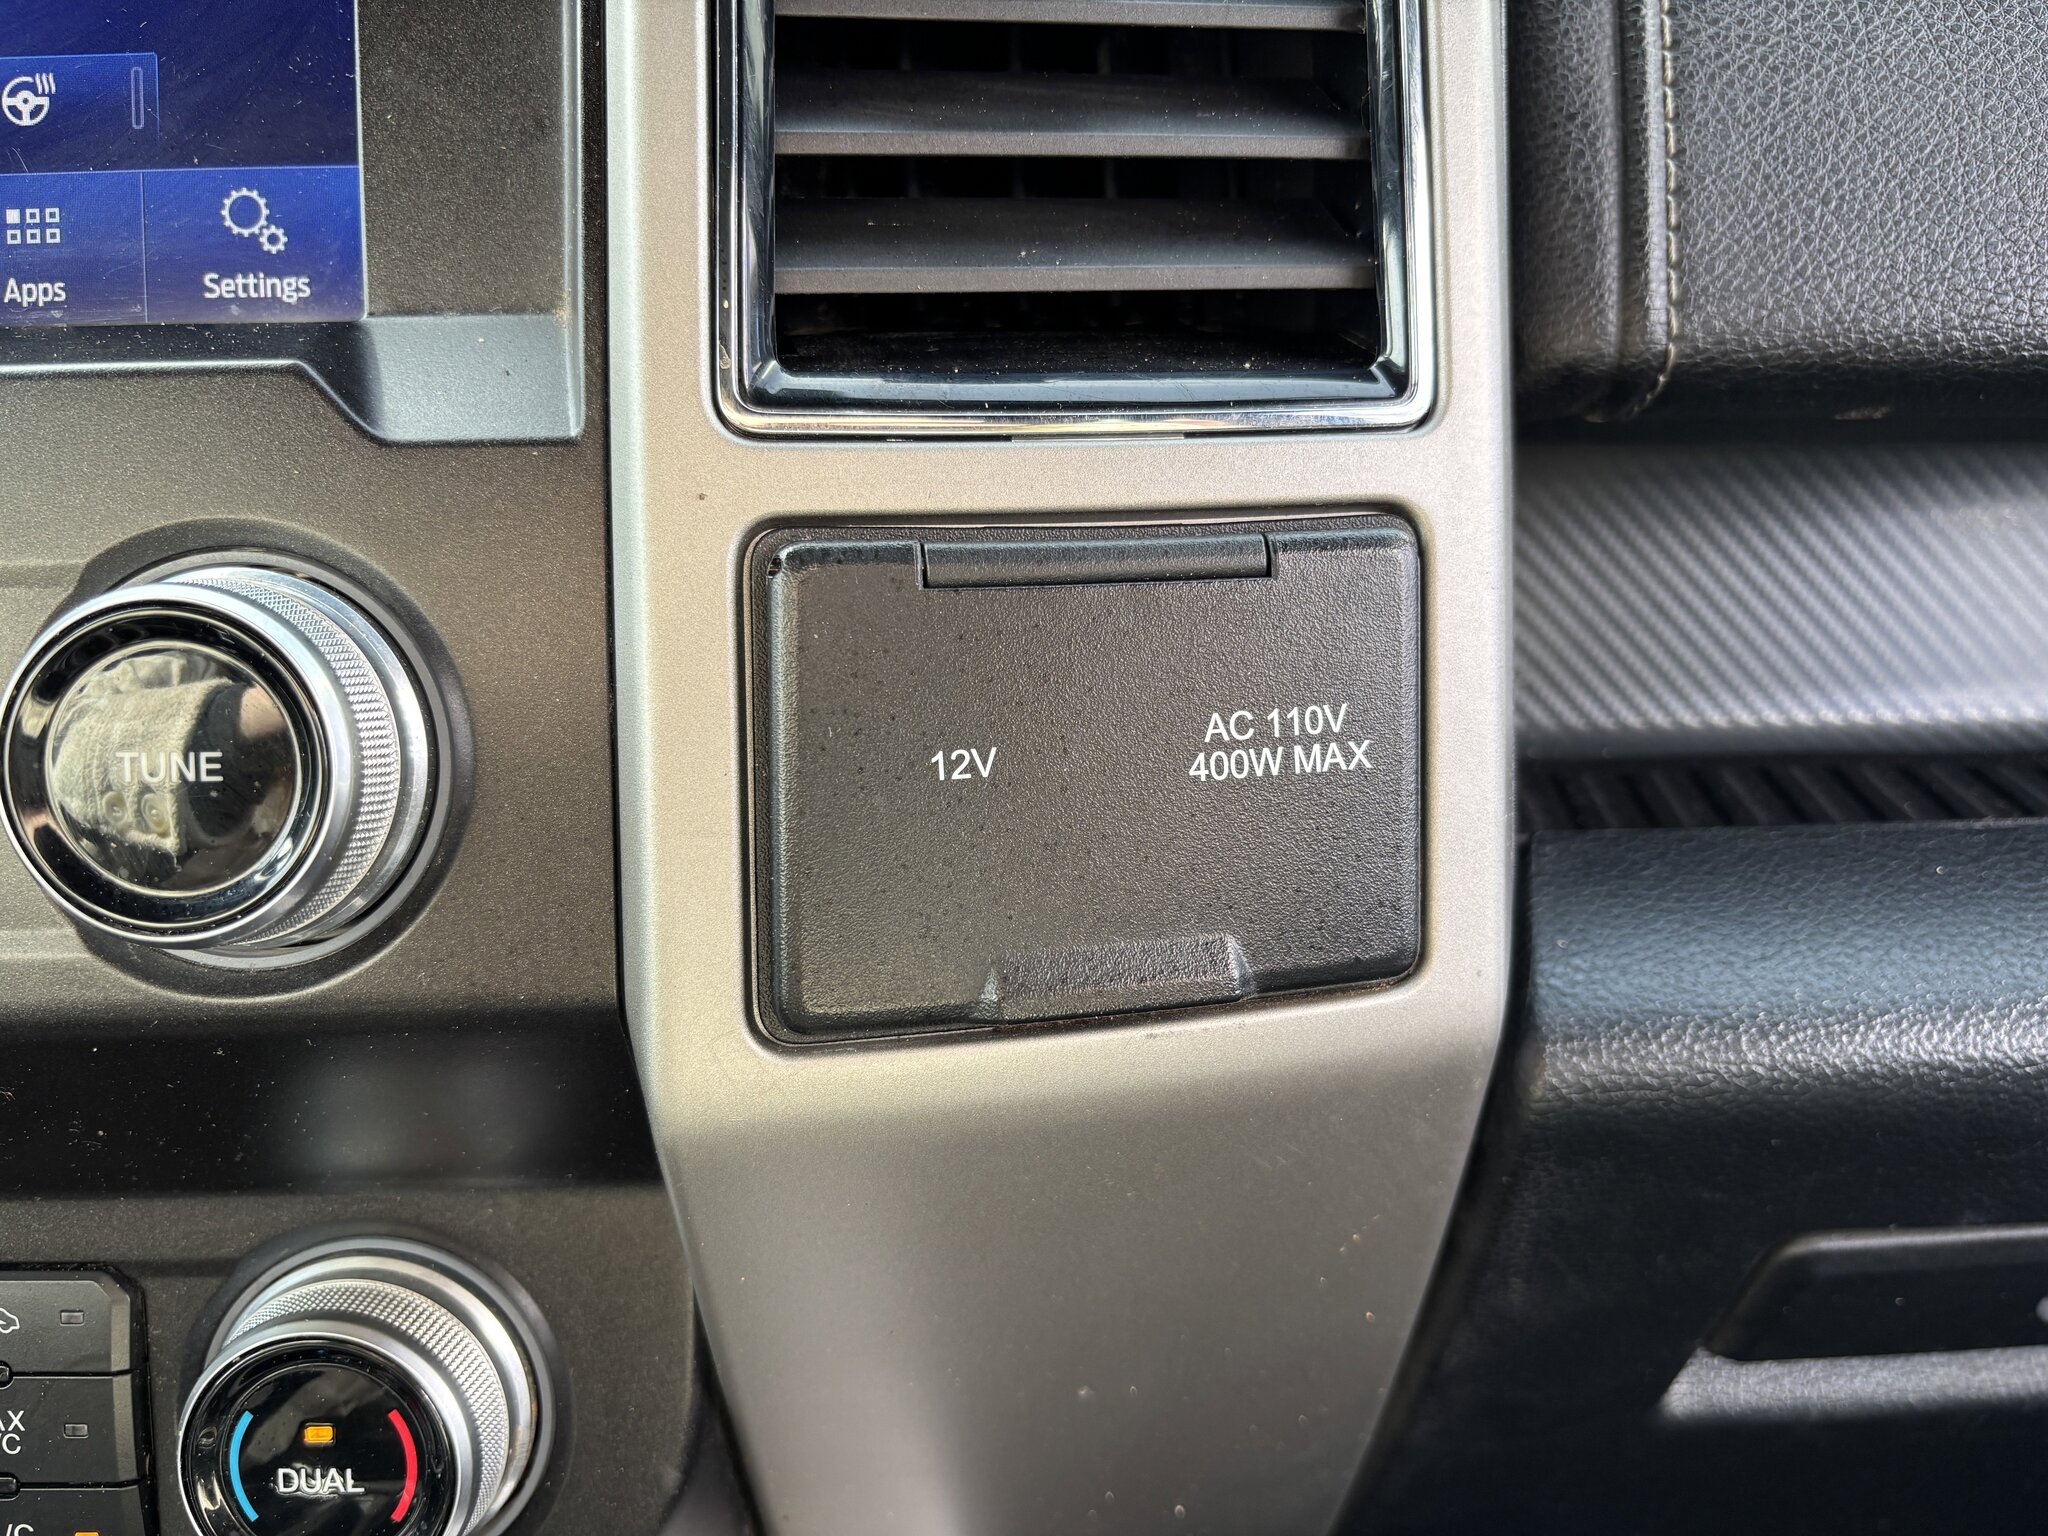 Apps
Settings
TUNE
12V
AC 110V
400W MAX
DUAL